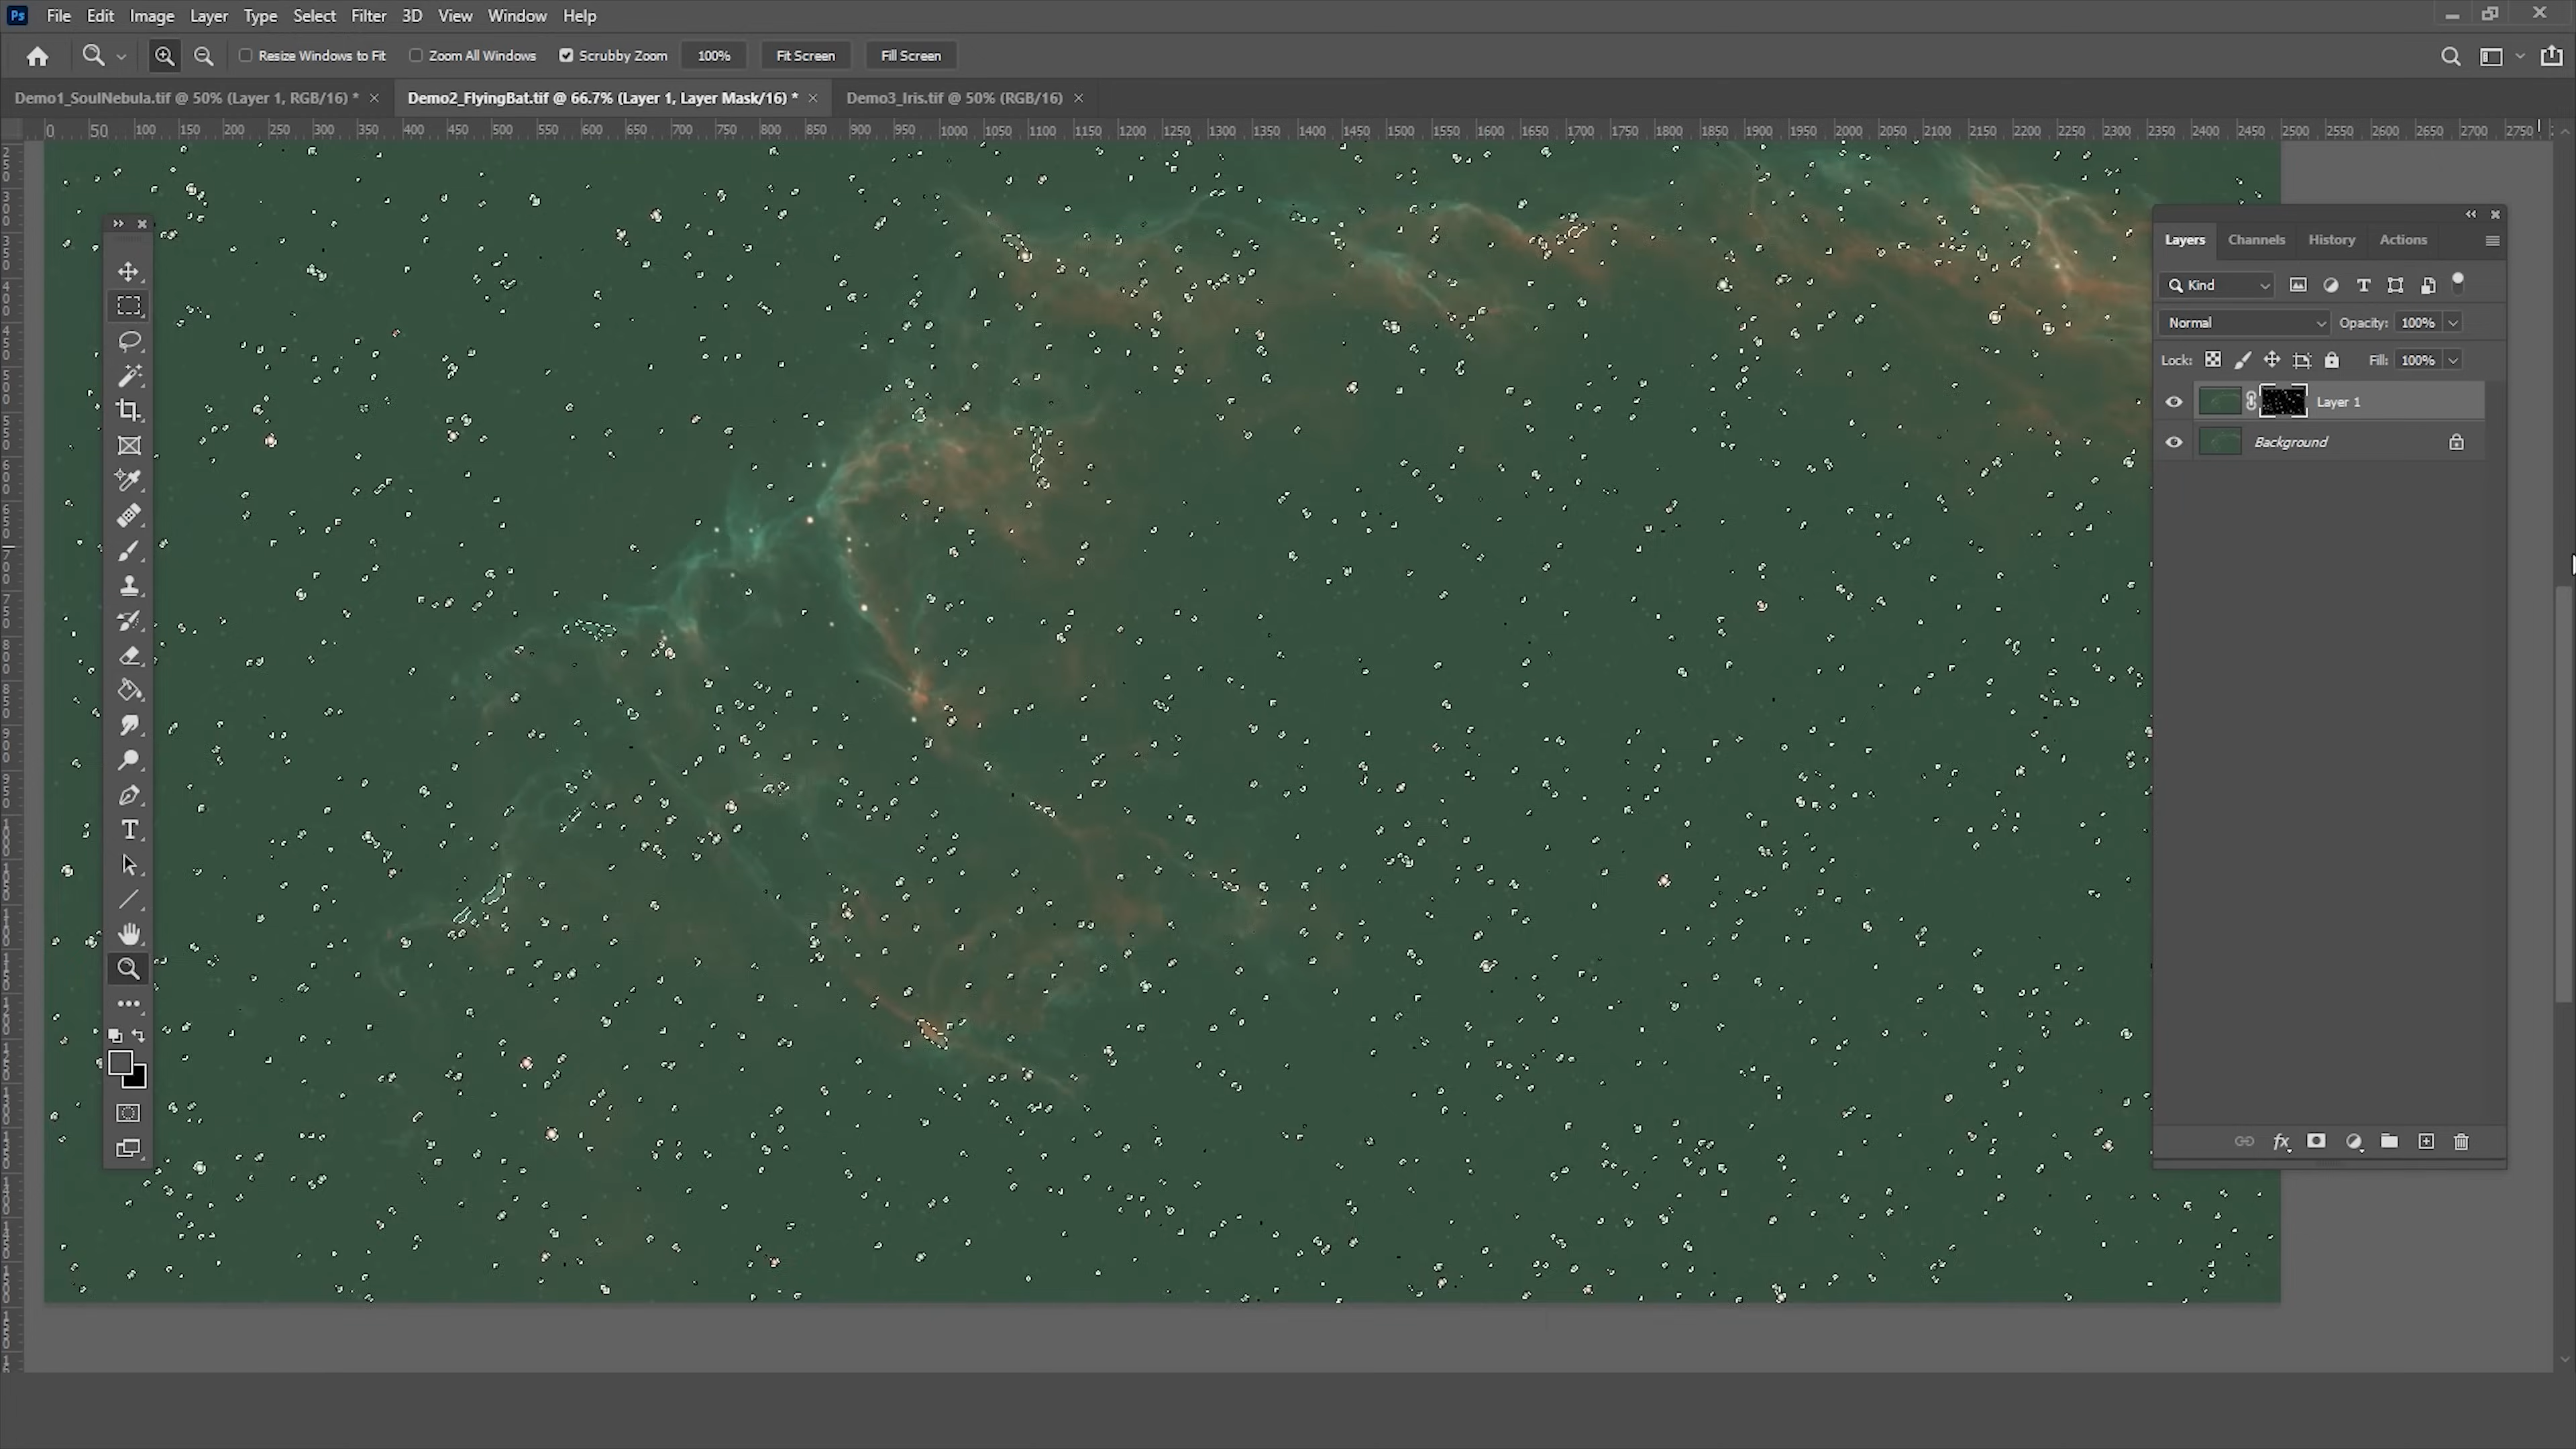 Ps File Edit Image Layer Type Select Filter 3D View Window Help
Resize Windows to Fit Zoom All Windows Scrubby Zoom 100% Fit Screen Fill Screen
Demo1_SoulNebula.tif @ 50% (Layer 1, RGB/16) * × Demo2_FlyingBat.tif @ 66.7% (Layer 1, Layer Mask/16) * × Demo3_Iris.tif @ 50% (RGB/16) ×
0 50 100 150 200 250 300 350 400 450 500 550 600 650 700 750 800 850 900 950 1000 1050 1100 1150 1200 1250 1300 1350 1400 1450 1500 1550 1600 1650 1700 1750 1800 1850 1900 1950 2000 2050 2100 2150 2200 2250 2300 2350 2400 2450 2500 2550 2600 2650 2700 2750
Layers Channels History Actions
Kind
Normal Opacity: 100%
Lock: Fill: 100%
Layer 1
Background
fx